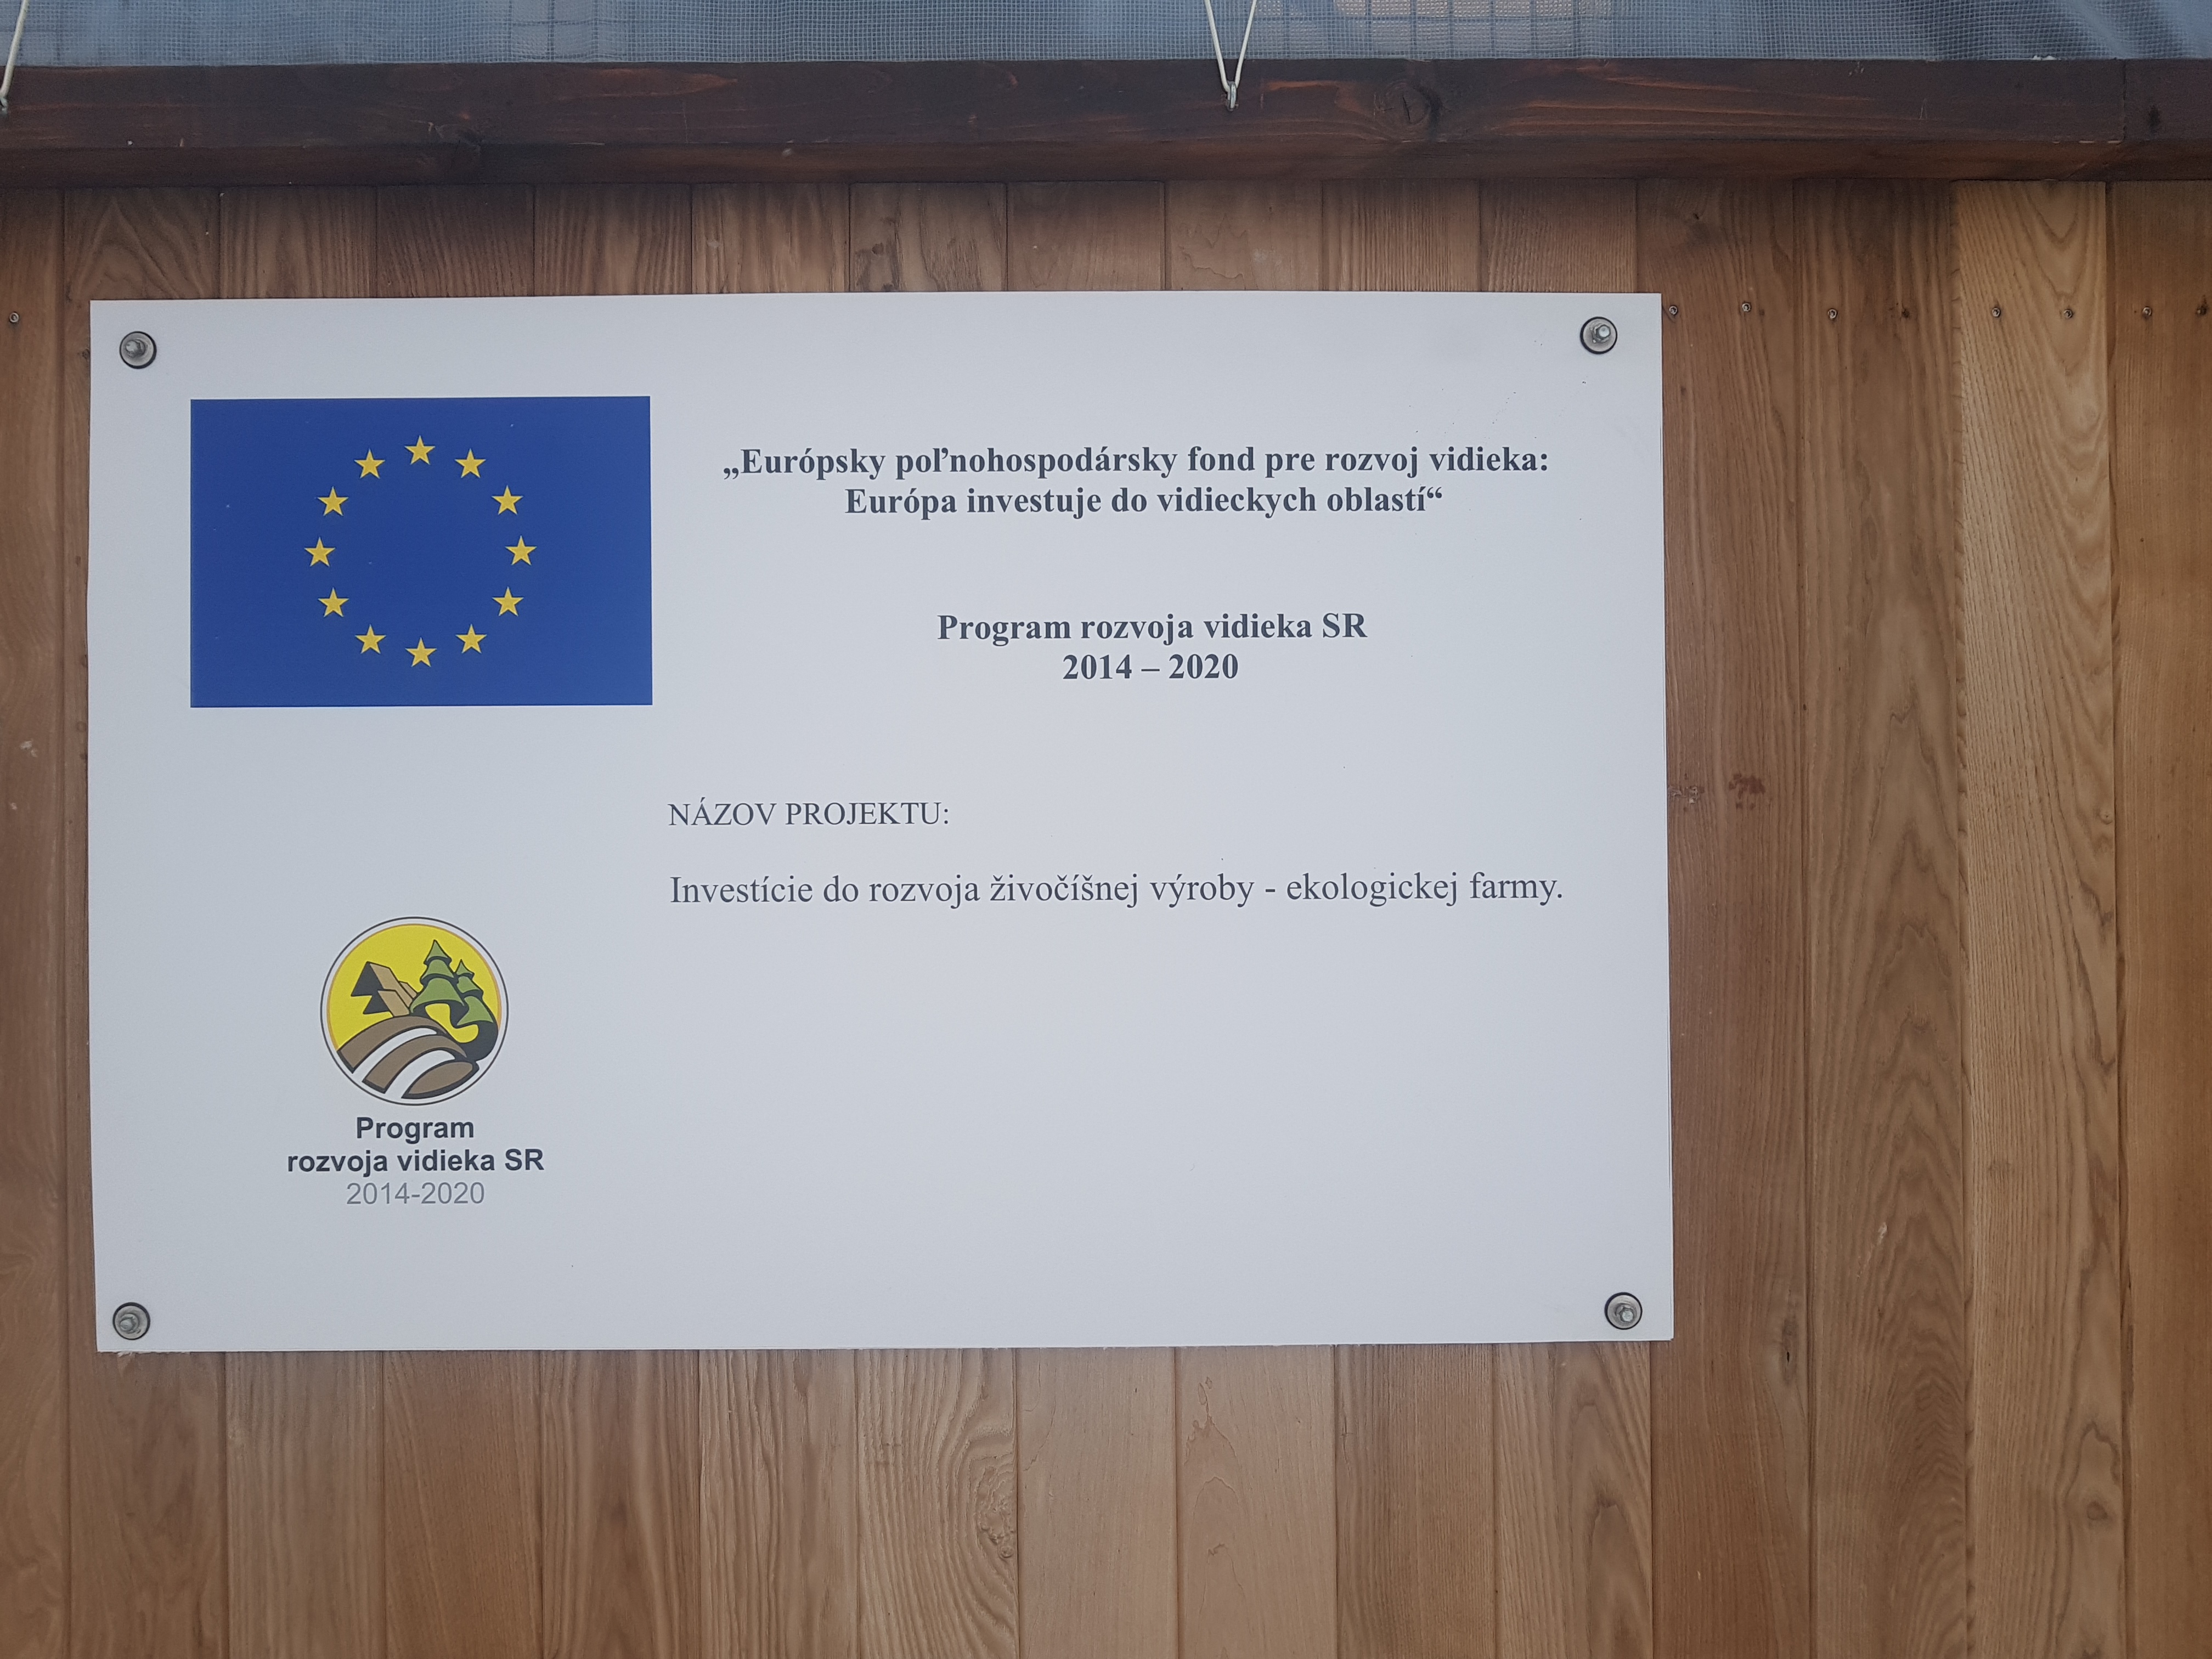 „Európsky poľnohospodársky fond pre rozvoj vidieka:
Európa investuje do vidieckych oblastí“
Program rozvoja vidieka SR
2014 – 2020
NÁZOV PROJEKTU:
Investície do rozvoja živočíšnej výroby - ekologickej farmy.
Program
rozvoja vidieka SR
2014-2020